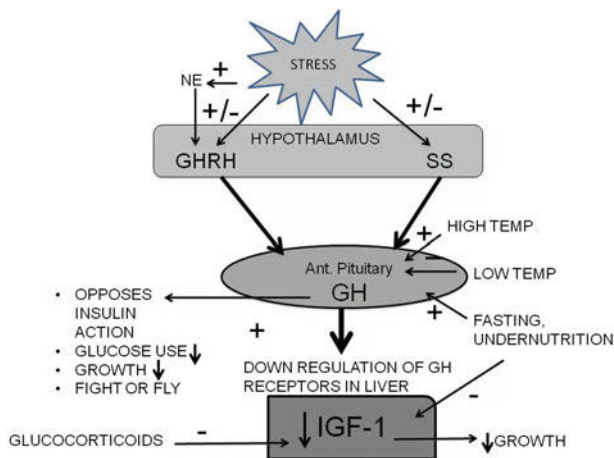 STRESS
NE
+
+/-
+/-
HYPOTHALAMUS
GHRH
SS
+
HIGH TEMP
Ant. Pituitary
−
LOW TEMP
GH
• OPPOSES
INSULIN
ACTION
• GLUCOSE USE ↓
• GROWTH ↓
• FIGHT OR FLY
+
+
FASTING,
UNDERNUTRITION
DOWN REGULATION OF GH
RECEPTORS IN LIVER
-
↓ IGF-1
GLUCOCORTICOIDS
-
↓GROWTH